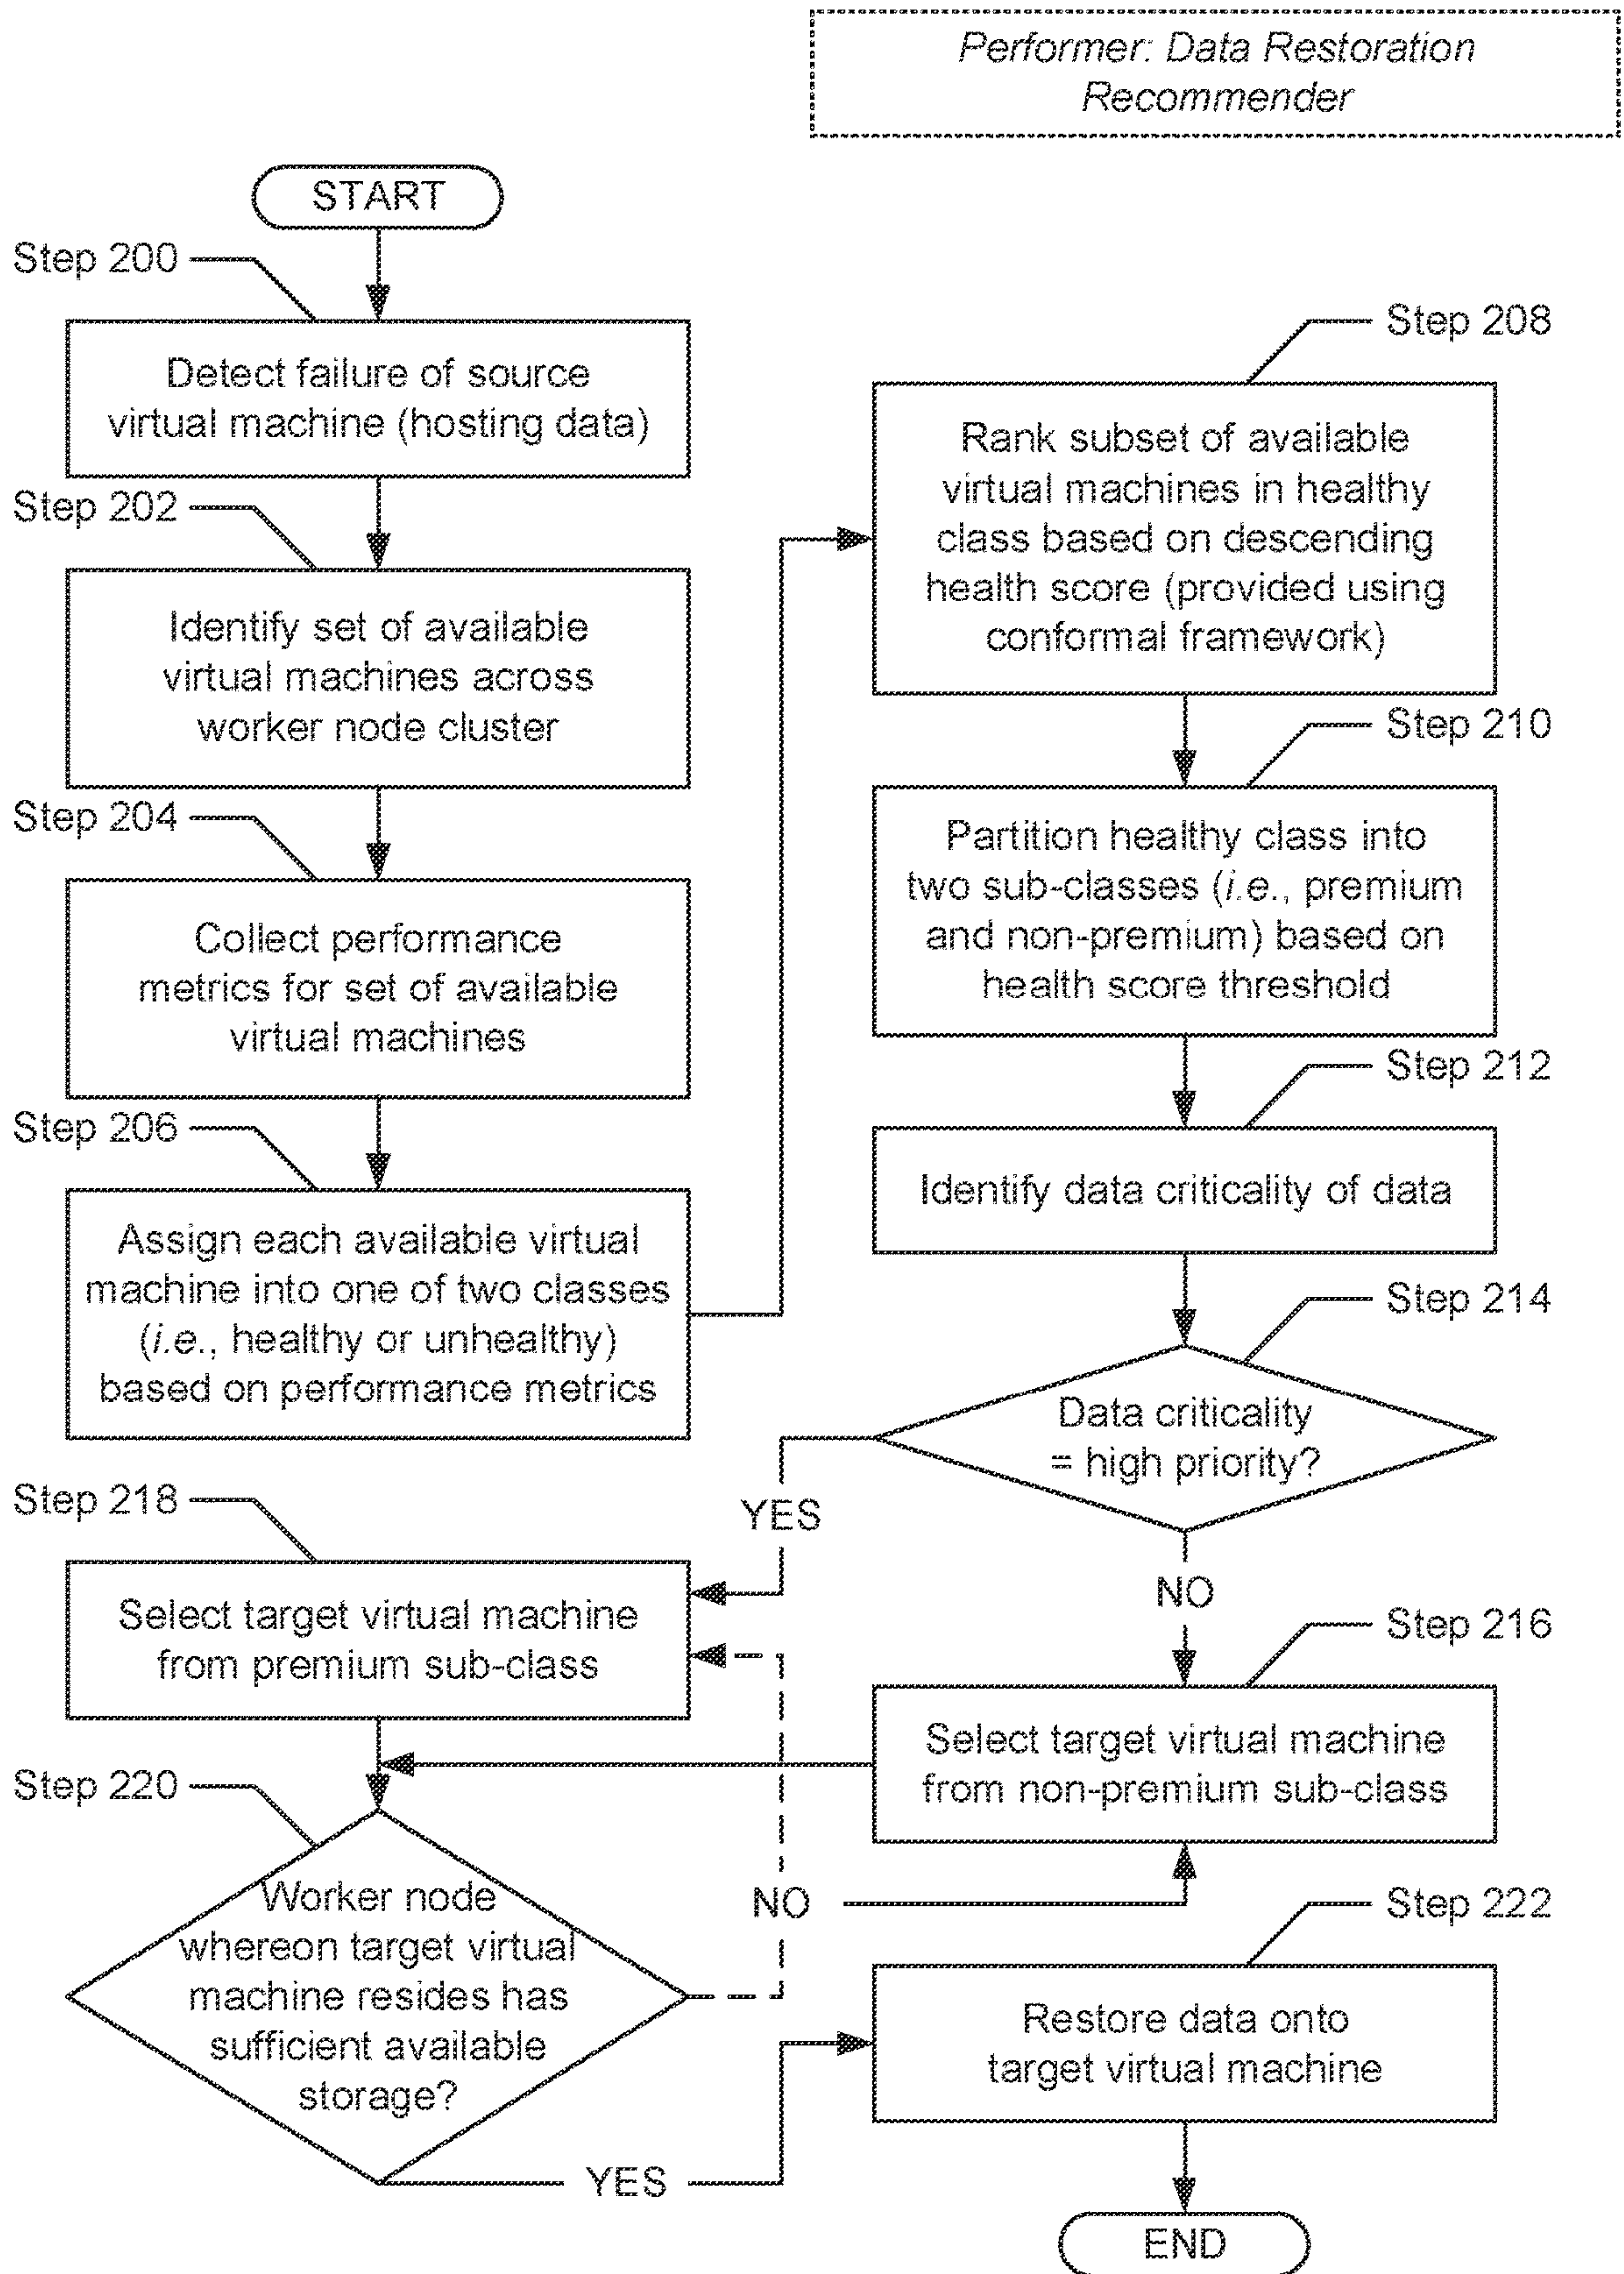 Performer: Data Restoration
Recommender
START
Step 200
Detect failure of source
virtual machine (hosting data)
Step 202
Identify set of available
virtual machines across
worker node cluster
Step 204
Collect performance
metrics for set of available
virtual machines
Step 206
Assign each available virtual
machine into one of two classes
(i.e., healthy or unhealthy)
based on performance metrics
Step 208
Rank subset of available
virtual machines in healthy
class based on descending
health score (provided using
conformal framework)
Step 210
Partition healthy class into
two sub-classes (i.e., premium
and non-premium) based on
health score threshold
Step 212
Identify data criticality of data
Step 214
Data criticality
= high priority?
YES
NO
Step 216
Select target virtual machine
from non-premium sub-class
Step 218
Select target virtual machine
from premium sub-class
Step 220
Worker node
whereon target virtual
machine resides has
sufficient available
storage?
NO
YES
Step 222
Restore data onto
target virtual machine
END